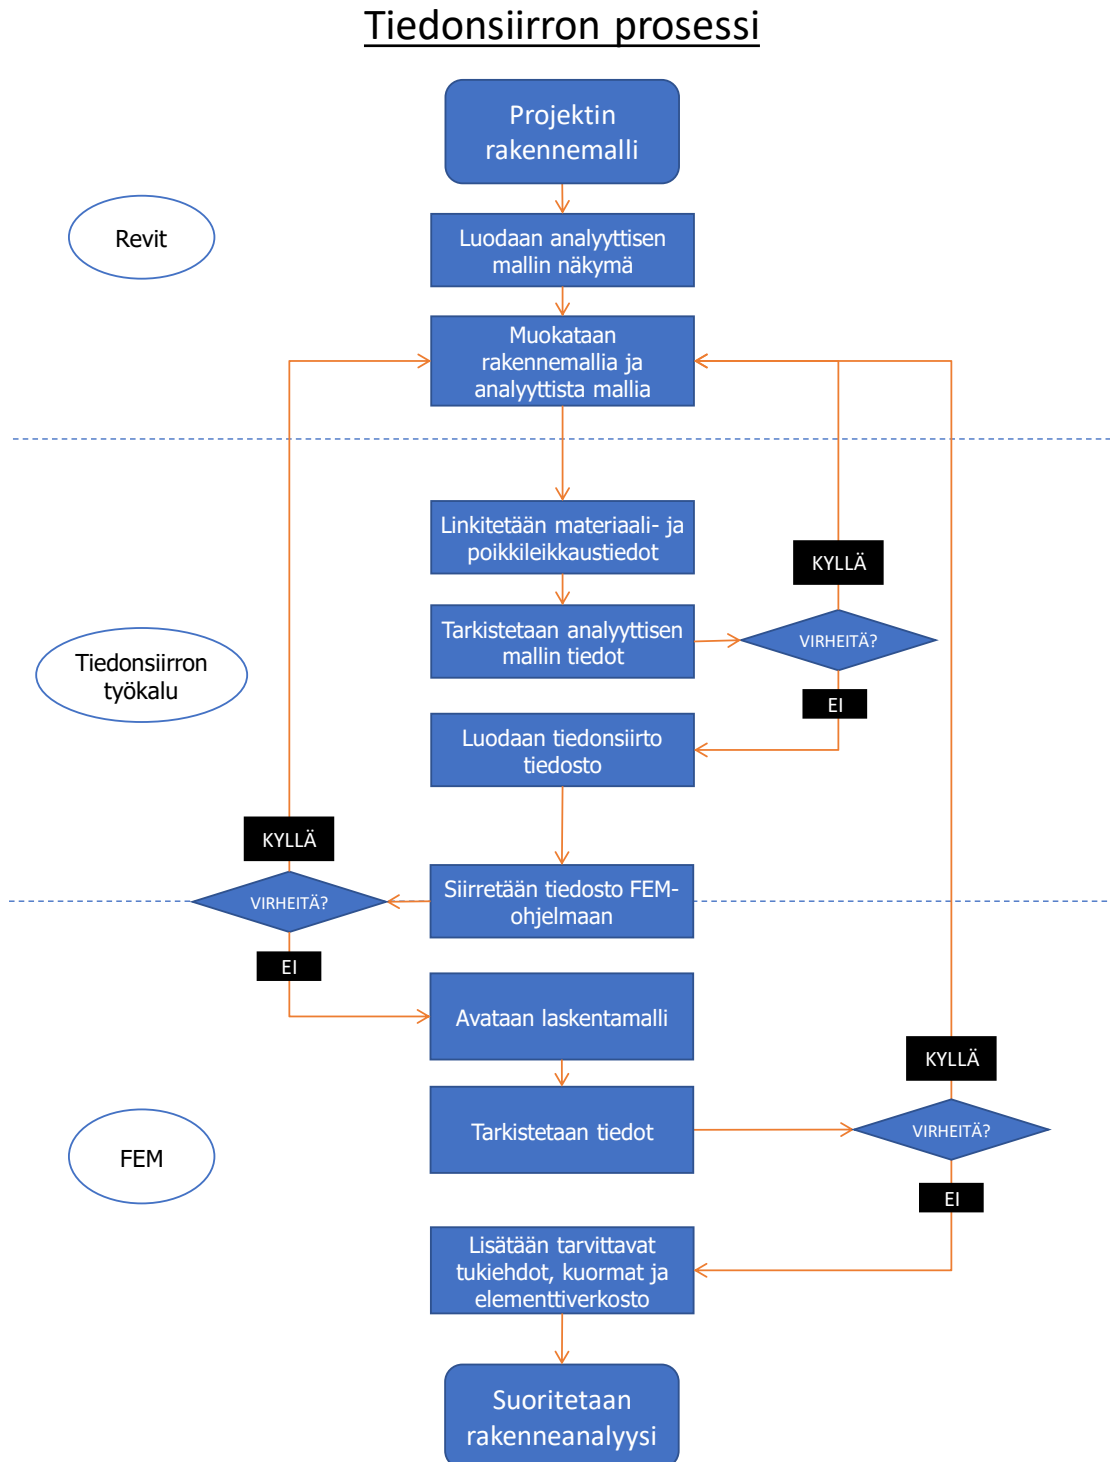 Tiedonsiirron prosessi
Projektin
rakennemalli
Revit
Luodaan analyyttisen
mallin näkymä
Muokataan
rakennemallia ja
analyyttista mallia
Linkitetään materiaali- ja
poikkileikkaustiedot
KYLLÄ
Tarkistetaan analyyttisen
mallin tiedot
VIRHEITÄ?
Tiedonsiirron
työkalu
EI
Luodaan tiedonsiirto
tiedosto
KYLLÄ
Siirretään tiedosto FEM-
ohjelmaan
VIRHEITÄ?
EI
Avataan laskentamalli
KYLLÄ
Tarkistetaan tiedot
VIRHEITÄ?
FEM
EI
Lisätään tarvittavat
tukiehdot, kuormat ja
elementtiverkosto
Suoritetaan
rakenneanalyysi